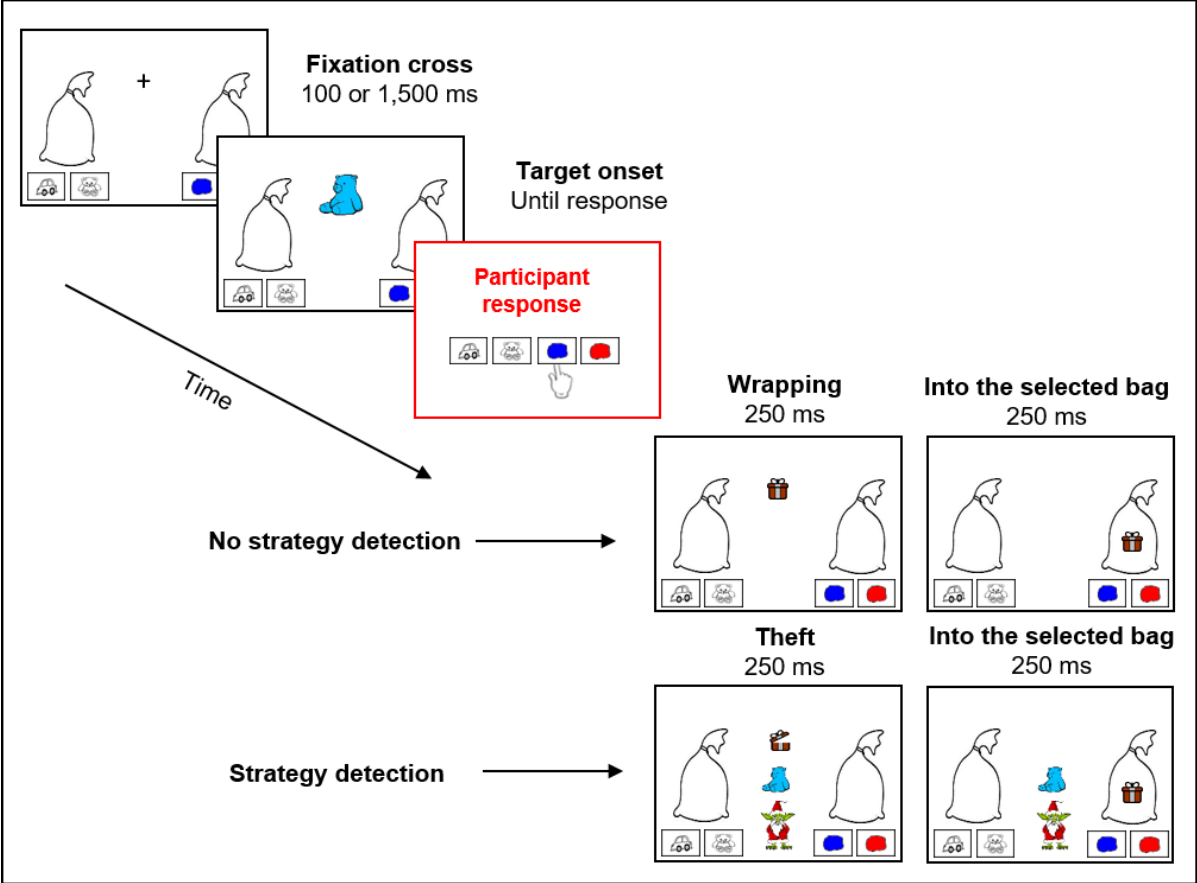 +
Fixation cross
100 or 1,500 ms
Target onset
Until response
Participant
response
Time
Wrapping
250 ms
Into the selected bag
250 ms
No strategy detection
Theft
250 ms
Into the selected bag
250 ms
Strategy detection